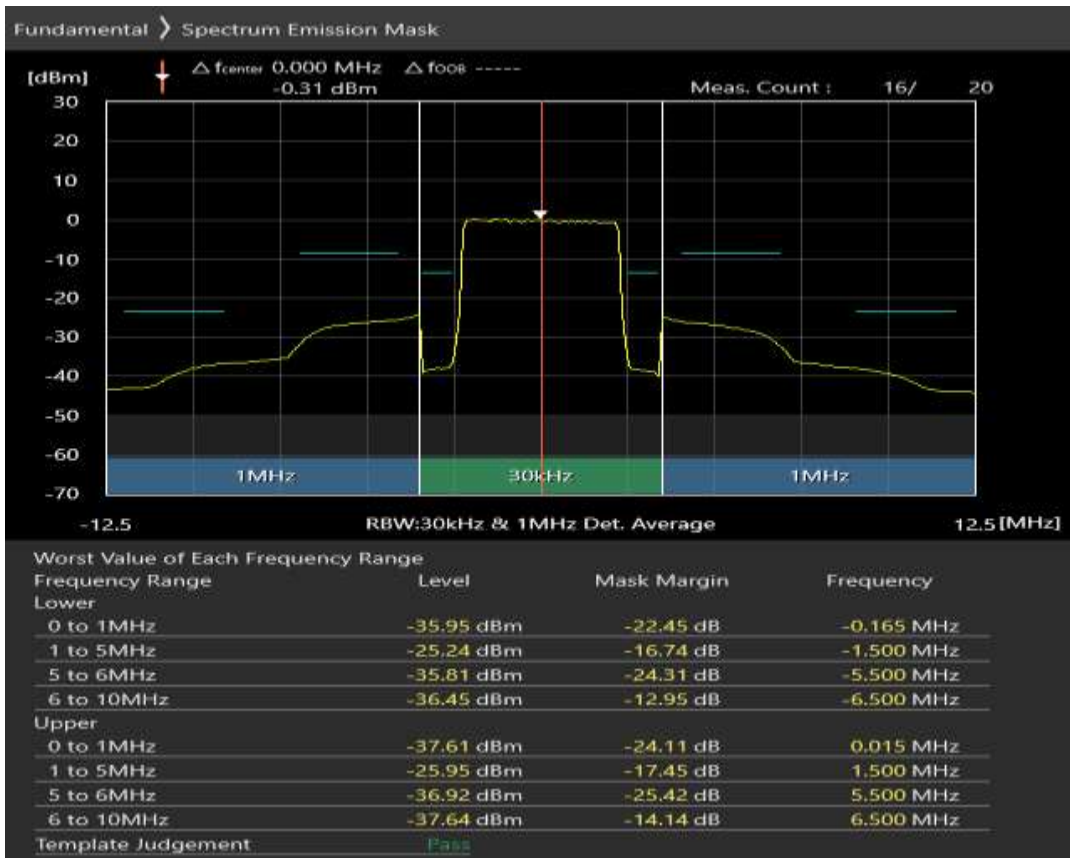 Fundamental 〉 Spectrum Emission Mask
[dBm] △ fcenter 0.000 MHz △ fOOB -----
-0.31 dBm Meas. Count : 16/ 20
30
20
10
0
-10
-20
-30
-40
-50
-60
1MHz 30kHz 1MHz
-70
-12.5 RBW:30kHz & 1MHz Det. Average 12.5 [MHz]
Worst Value of Each Frequency Range
Frequency Range Level Mask Margin Frequency
Lower
0 to 1MHz -35.95 dBm -22.45 dB -0.165 MHz
1 to 5MHz -25.24 dBm -16.74 dB -1.500 MHz
5 to 6MHz -35.81 dBm -24.31 dB -5.500 MHz
6 to 10MHz -36.45 dBm -12.95 dB -6.500 MHz
Upper
0 to 1MHz -37.61 dBm -24.11 dB 0.015 MHz
1 to 5MHz -25.95 dBm -17.45 dB 1.500 MHz
5 to 6MHz -36.92 dBm -25.42 dB 5.500 MHz
6 to 10MHz -37.64 dBm -14.14 dB 6.500 MHz
Template Judgement Pass